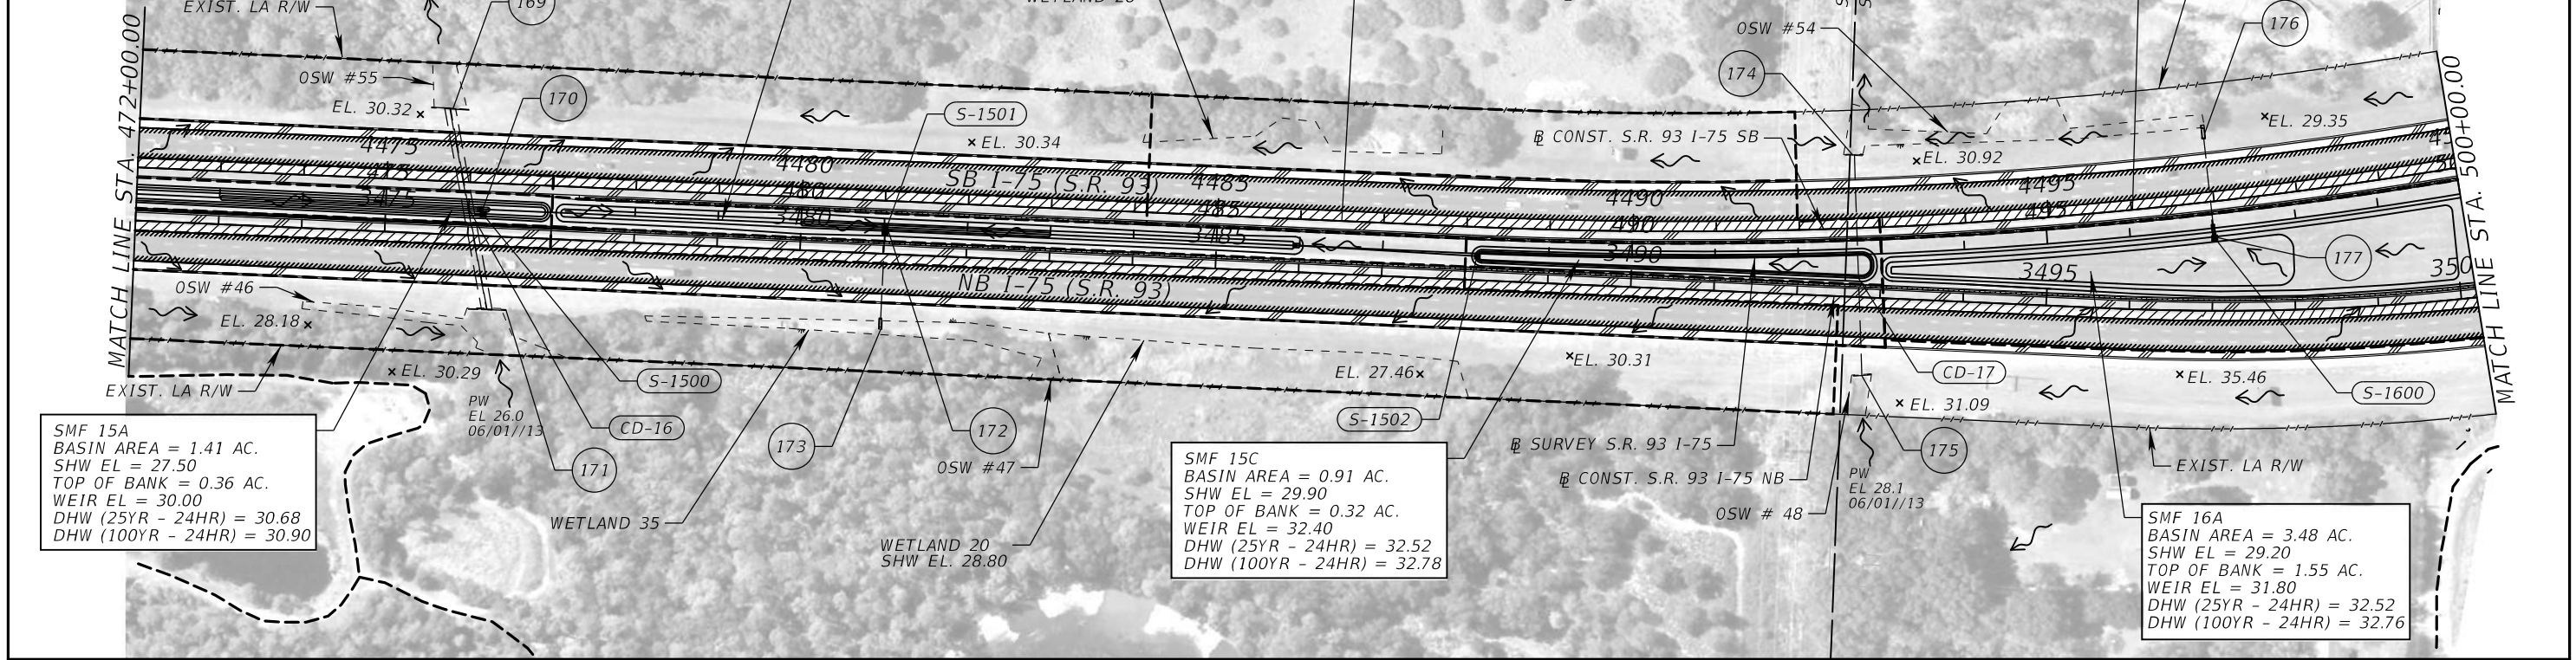 EXIST. LA R/W
169
WETLAND 28
OSW #54
176
OSW #55
174
170
EL. 30.32
S-1501
EL. 30.34
℄ CONST. S.R. 93 I-75 SB
EL. 29.35
EL. 30.92
MATCH LINE STA. 472+00.00
MATCH LINE STA. 500+00.00
4475
4480
4485
4490
4495
SB I-75 (S.R. 93)
475
480
485
490
495
3475
3480
3485
3490
3495
350
NB I-75 (S.R. 93)
177
OSW #46
EL. 28.18
EL. 30.29
EXIST. LA R/W
S-1500
PW
EL 26.0
06/01//13
CD-16
171
173
172
OSW #47
EL. 27.46
EL. 30.31
S-1502
CD-17
EL. 35.46
EL. 31.09
S-1600
175
℄ SURVEY S.R. 93 I-75
℄ CONST. S.R. 93 I-75 NB
PW
EL 28.1
06/01//13
OSW # 48
EXIST. LA R/W
WETLAND 35
WETLAND 20
SHW EL. 28.80
SMF 15A
BASIN AREA = 1.41 AC.
SHW EL = 27.50
TOP OF BANK = 0.36 AC.
WEIR EL = 30.00
DHW (25YR - 24HR) = 30.68
DHW (100YR - 24HR) = 30.90
SMF 15C
BASIN AREA = 0.91 AC.
SHW EL = 29.90
TOP OF BANK = 0.32 AC.
WEIR EL = 32.40
DHW (25YR - 24HR) = 32.52
DHW (100YR - 24HR) = 32.78
SMF 16A
BASIN AREA = 3.48 AC.
SHW EL = 29.20
TOP OF BANK = 1.55 AC.
WEIR EL = 31.80
DHW (25YR - 24HR) = 32.52
DHW (100YR - 24HR) = 32.76